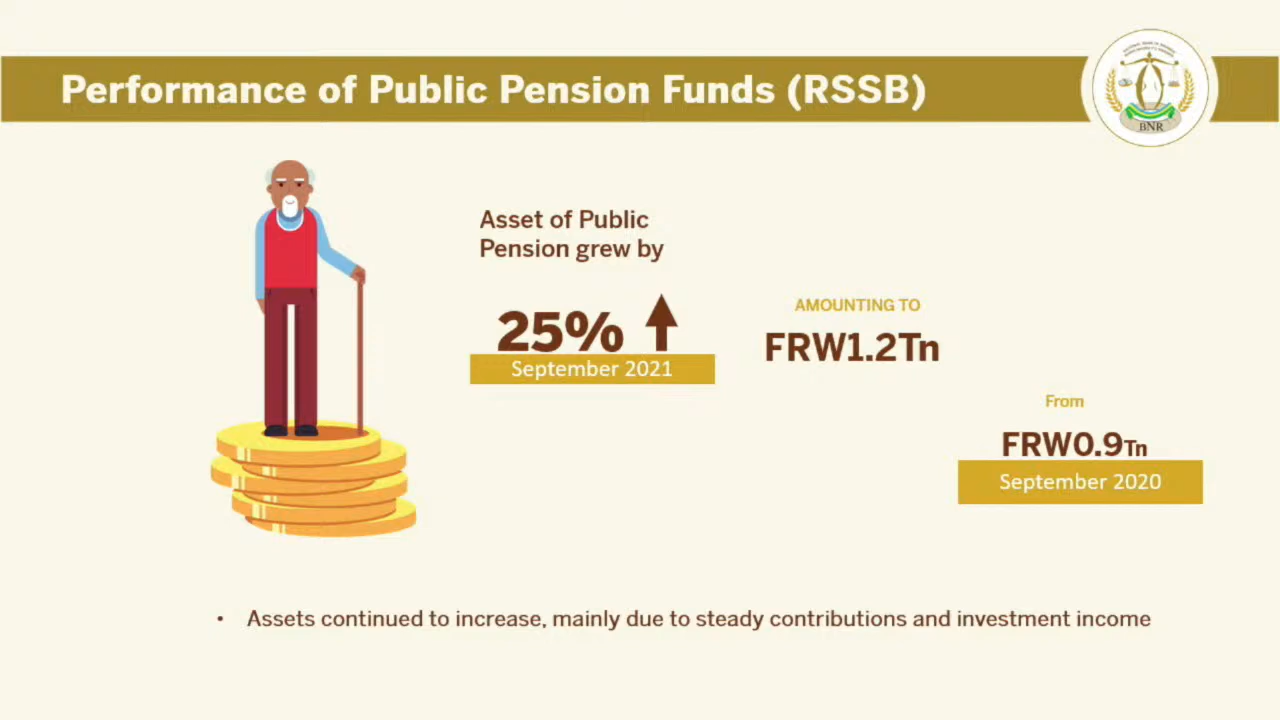 Performance of Public Pension Funds (RSSB)
BNR
Asset of Public
Pension grew by
25%
September 2021
AMOUNTING TO
FRW1.2Tn
From
FRW0.9Tn
September 2020
• Assets continued to increase, mainly due to steady contributions and investment income